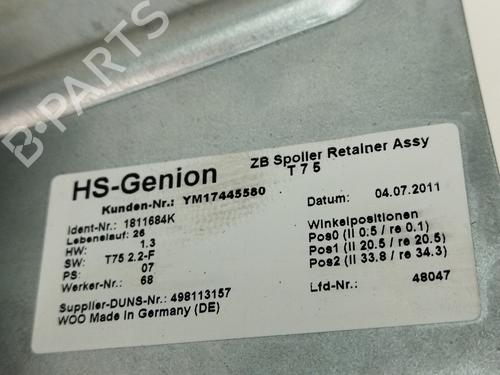 B-PARTS
HS-Genion
ZB Spoiler Retainer Assy
T 7 5
Kunden-Nr.: YM17445560
Ident-Nr.: 1811684K
Lebenslauf: 26
HW: 1.3
SW: T75 2.2-F
PS: 07
Werker-Nr.: 68
Supplier-DUNS-Nr.: 498113157
WOO Made in Germany (DE)
Datum: 04.07.2011
Winkelpositionen
Pos0 (li 0.5 / re 0.1)
Pos1 (li 20.5 / re 20.5)
Pos2 (li 33.8 / re 34.3)
Lfd-Nr.: 48047